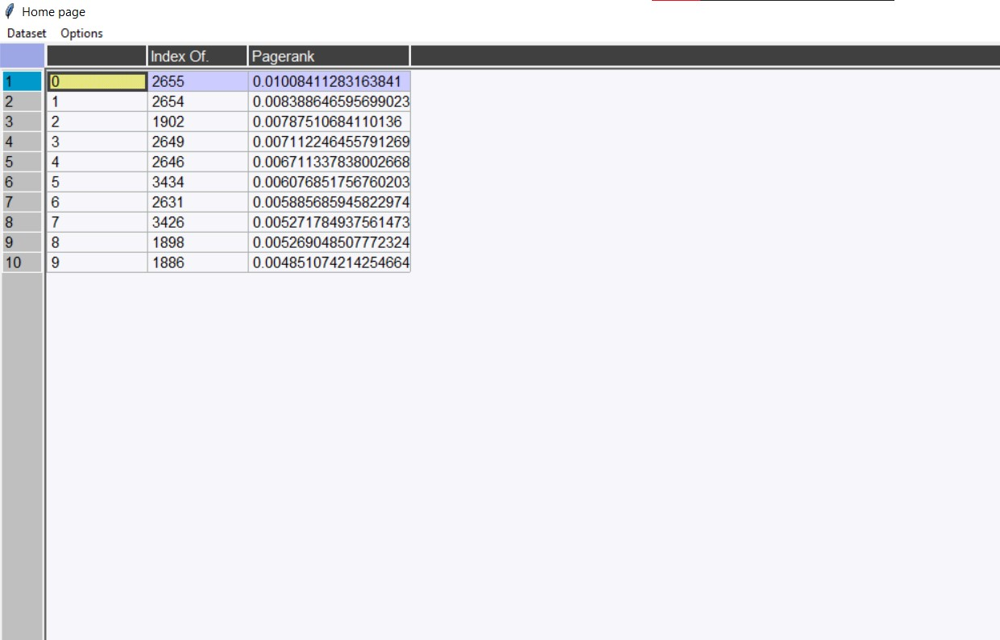 Home page
Dataset Options
Index Of. Pagerank
1 0 2655 0.01008411283163841
2 1 2654 0.008388646595699023
3 2 1902 0.00787510684110136
4 3 2649 0.007112246455791269
5 4 2646 0.006711337838002668
6 5 3434 0.006076851756760203
7 6 2631 0.005885685945822974
8 7 3426 0.005271784937561473
9 8 1898 0.005269048507772324
10 9 1886 0.004851074214254664